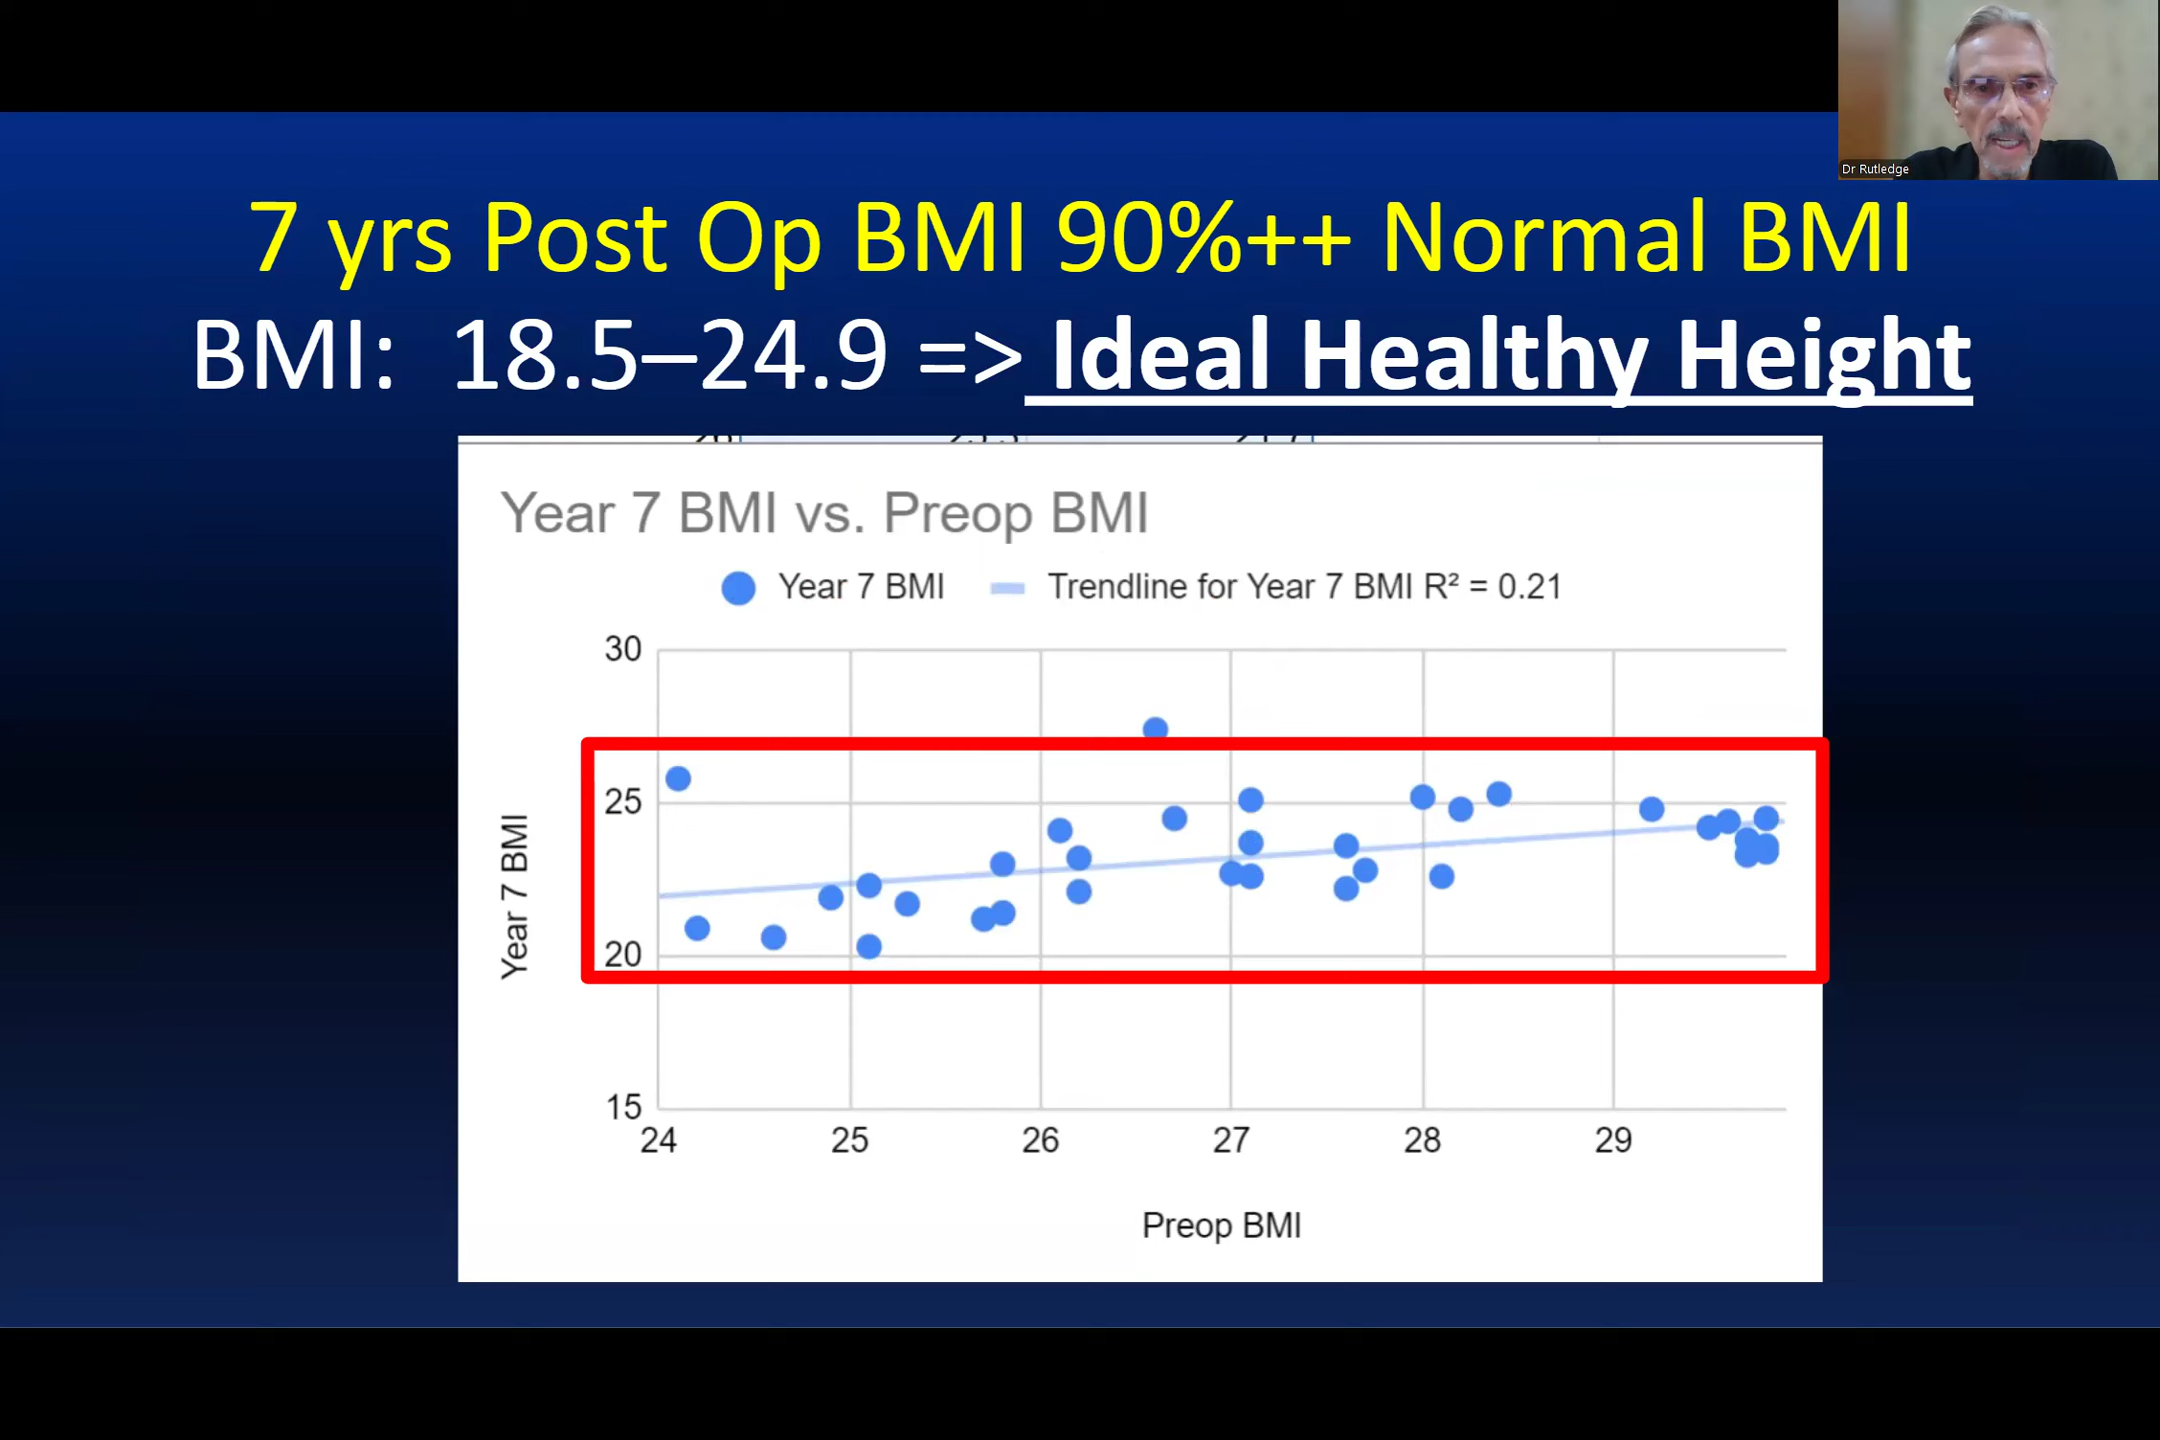 Dr Rutledge
7 yrs Post Op BMI 90%++ Normal BMI
BMI: 18.5–24.9 => Ideal Healthy Height
Year 7 BMI vs. Preop BMI
Year 7 BMI
Trendline for Year 7 BMI R² = 0.21
30
25
20
15
Year 7 BMI
24 25 26 27 28 29
Preop BMI